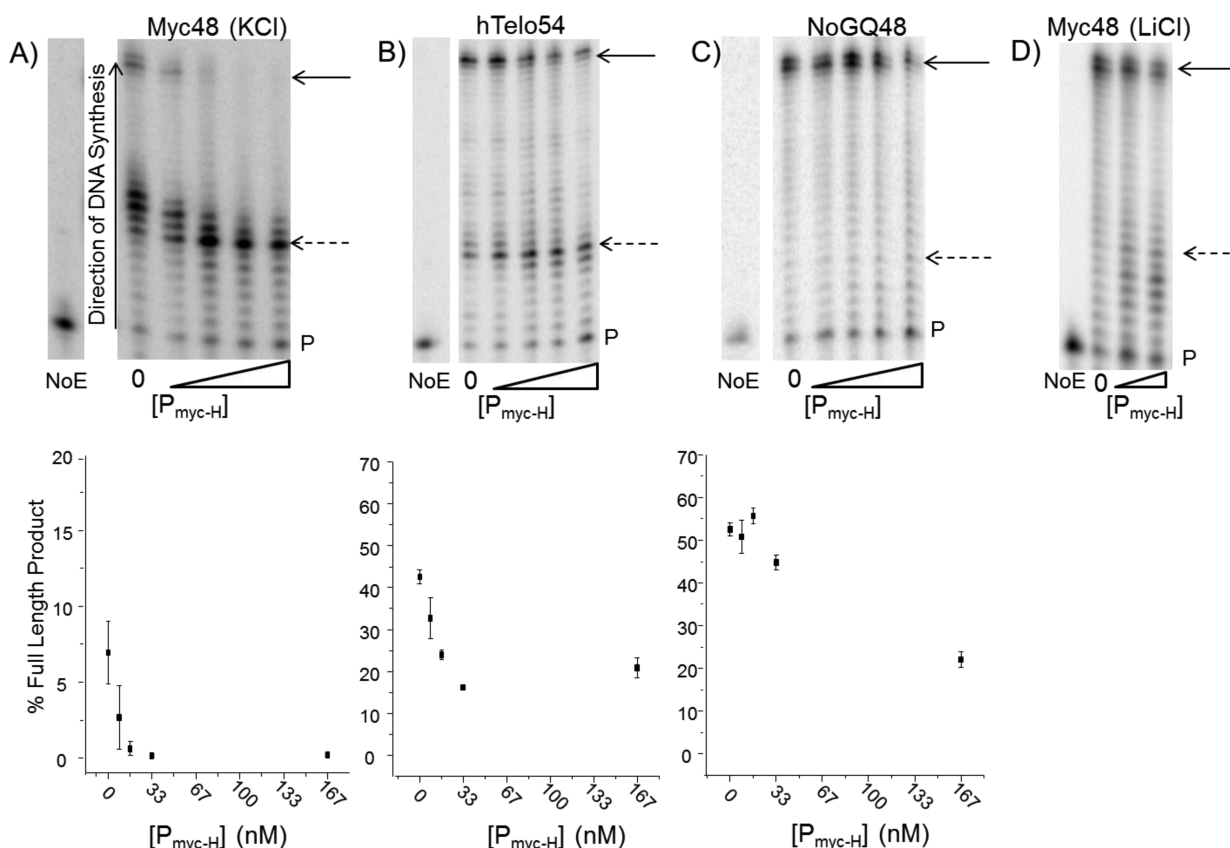 A)
Myc48 (KCl)
Direction of DNA Synthesis
P
NoE
0
[Pmyc-H]
B)
hTelo54
P
NoE
0
[Pmyc-H]
C)
NoGQ48
P
NoE
0
[Pmyc-H]
D)
Myc48 (LiCl)
P
NoE
0
[Pmyc-H]
% Full Length Product
20
15
10
5
0
0 33 67 100 133 167
[Pmyc-H] (nM)
70
60
50
40
30
20
10
0
0 33 67 100 133 167
[Pmyc-H] (nM)
70
60
50
40
30
20
10
0
0 33 67 100 133 167
[Pmyc-H] (nM)